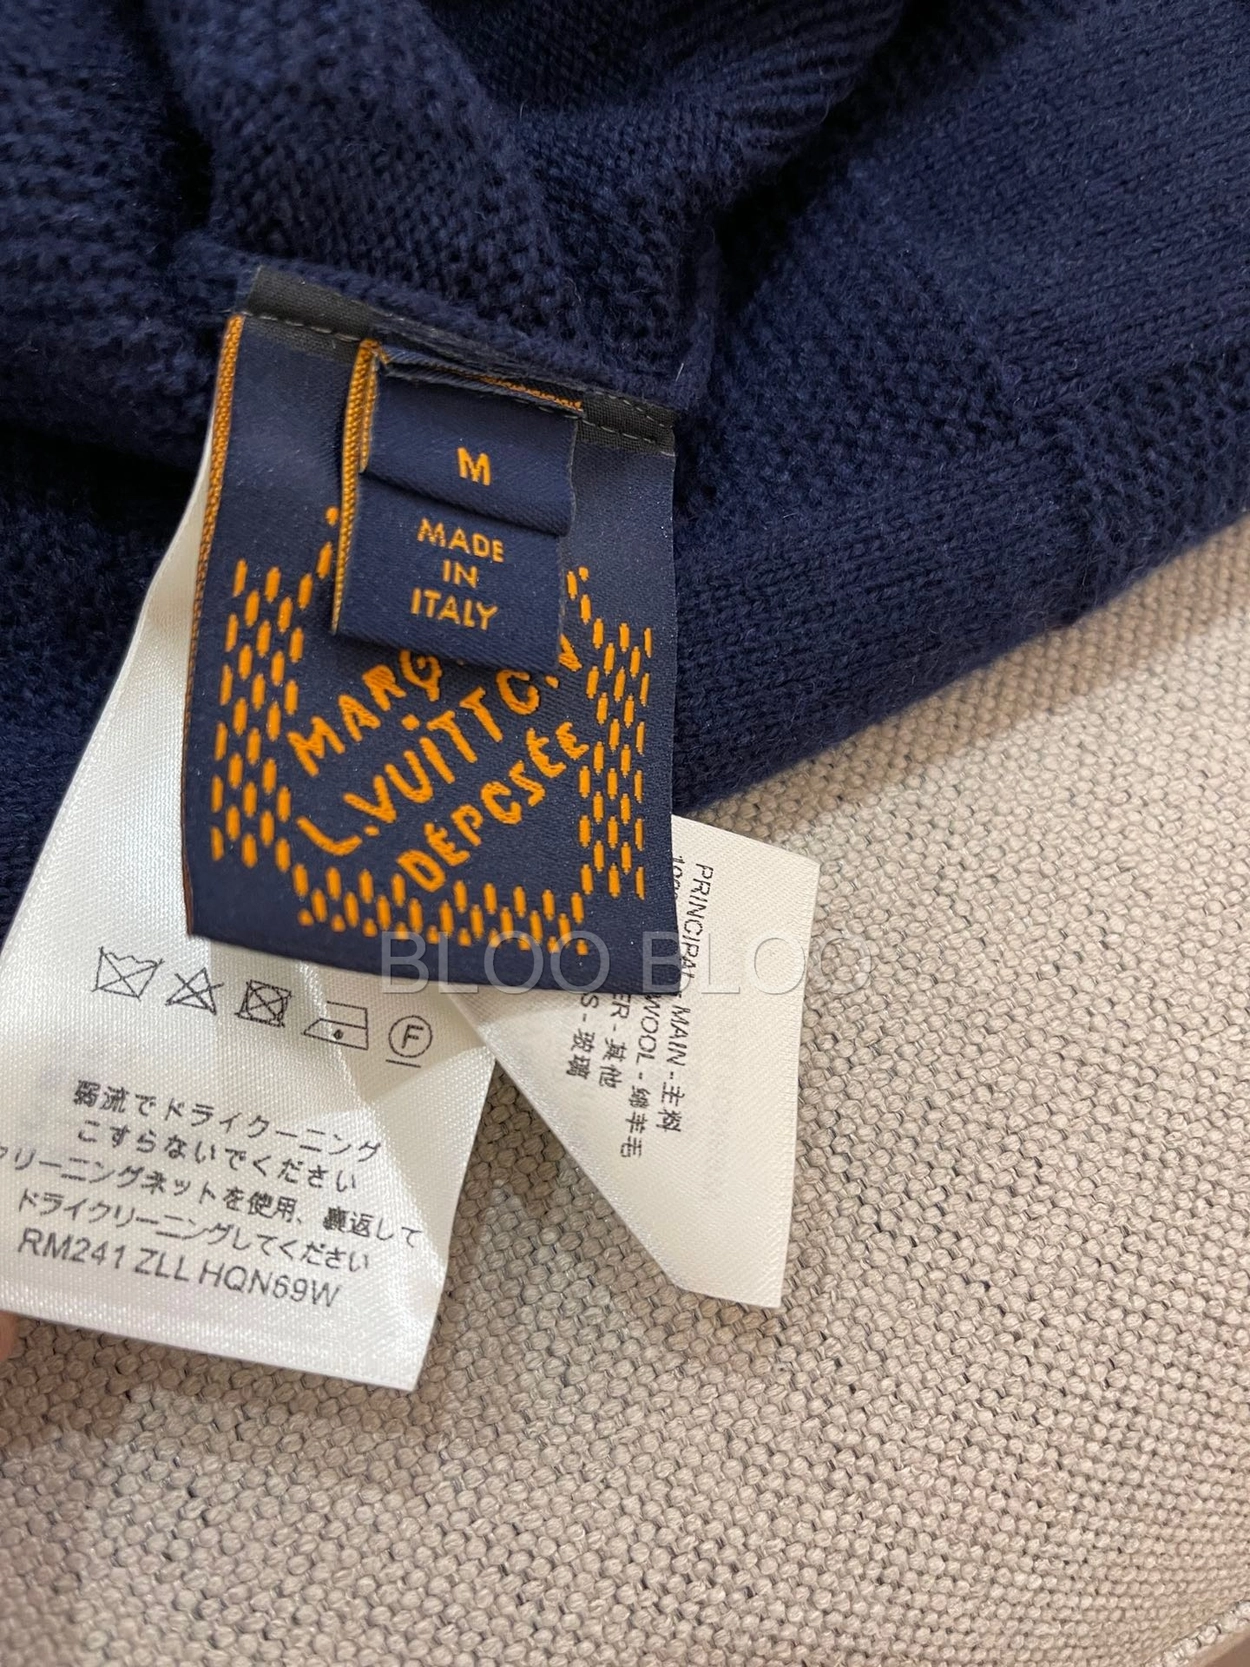 M
MADE
IN
ITALY
L.VUITTON
DÉPOSÉE
BLOO BLOO
PRINCIPAL - MAIN - 主料
WOOL - 绵羊毛
ER - 其他
S - 玻璃
F
弱流でドライクーニング
こすらないでください
クリーニングネットを使用、裏返して
ドライクリーニングしてください
RM241 ZLL HQN69W